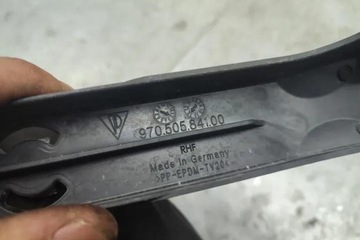 970.505.84.00
RHF
Made in Germany
>PP-EPDM-TV20<